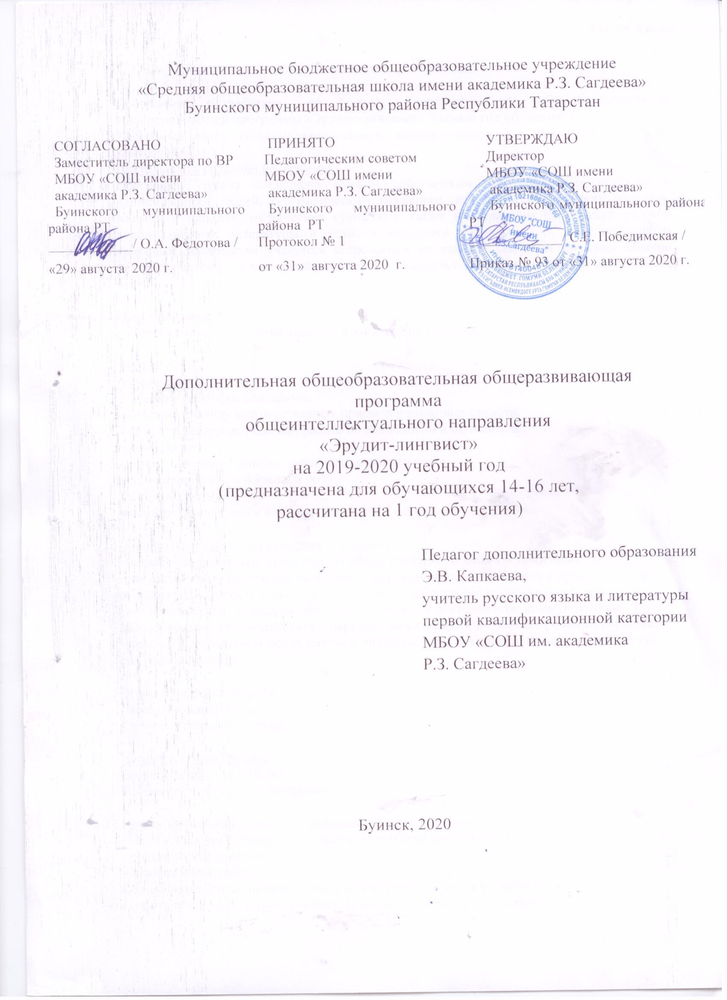 Муниципальное бюджетное общеобразовательное учреждение
«Средняя общеобразовательная школа имени академика Р.З. Сагдеева»
Буинского муниципального района Республики Татарстан
СОГЛАСОВАНО
Заместитель директора по ВР
МБОУ «СОШ имени
академика Р.З. Сагдеева»
Буинского муниципального
района РТ
/ О.А. Федотова /
«29» августа 2020 г.
ПРИНЯТО
Педагогическим советом
МБОУ «СОШ имени
академика Р.З. Сагдеева»
Буинского муниципального
района РТ
Протокол № 1
от «31» августа 2020 г.
УТВЕРЖДАЮ
Директор
МБОУ «СОШ имени
академика Р.З. Сагдеева»
Буинского муниципального района
РТ
/ С.Е. Победимская /
Приказ № 93 от «31» августа 2020 г.
МБОУ "СОШ
имени
Р.З.Сагдеева"
Дополнительная общеобразовательная общеразвивающая
программа
общеинтеллектуального направления
«Эрудит-лингвист»
на 2019-2020 учебный год
(предназначена для обучающихся 14-16 лет,
рассчитана на 1 год обучения)
Педагог дополнительного образования
Э.В. Капкаева,
учитель русского языка и литературы
первой квалификационной категории
МБОУ «СОШ им. академика
Р.З. Сагдеева»
Буинск, 2020